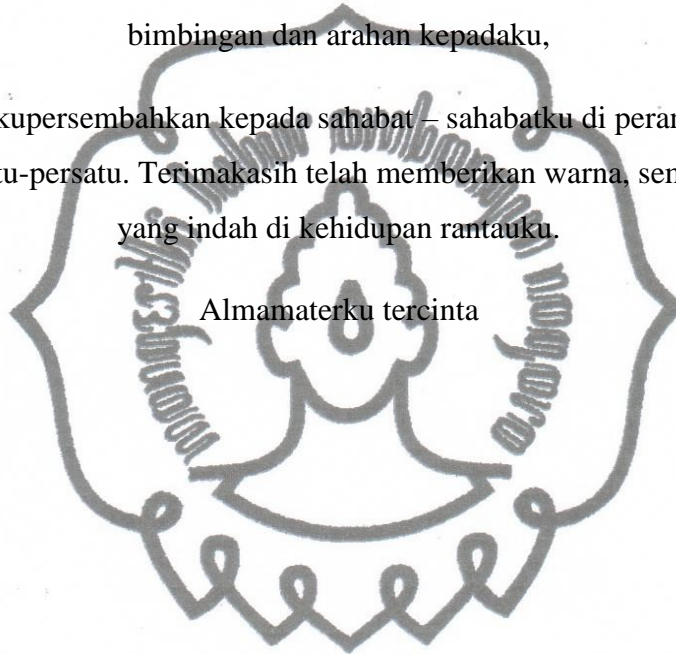 bimbingan dan arahan kepadaku,
kupersembahkan kepada sahabat – sahabatku di peran
tu-persatu. Terimakasih telah memberikan warna, sen
yang indah di kehidupan rantauku.
Almamaterku tercinta